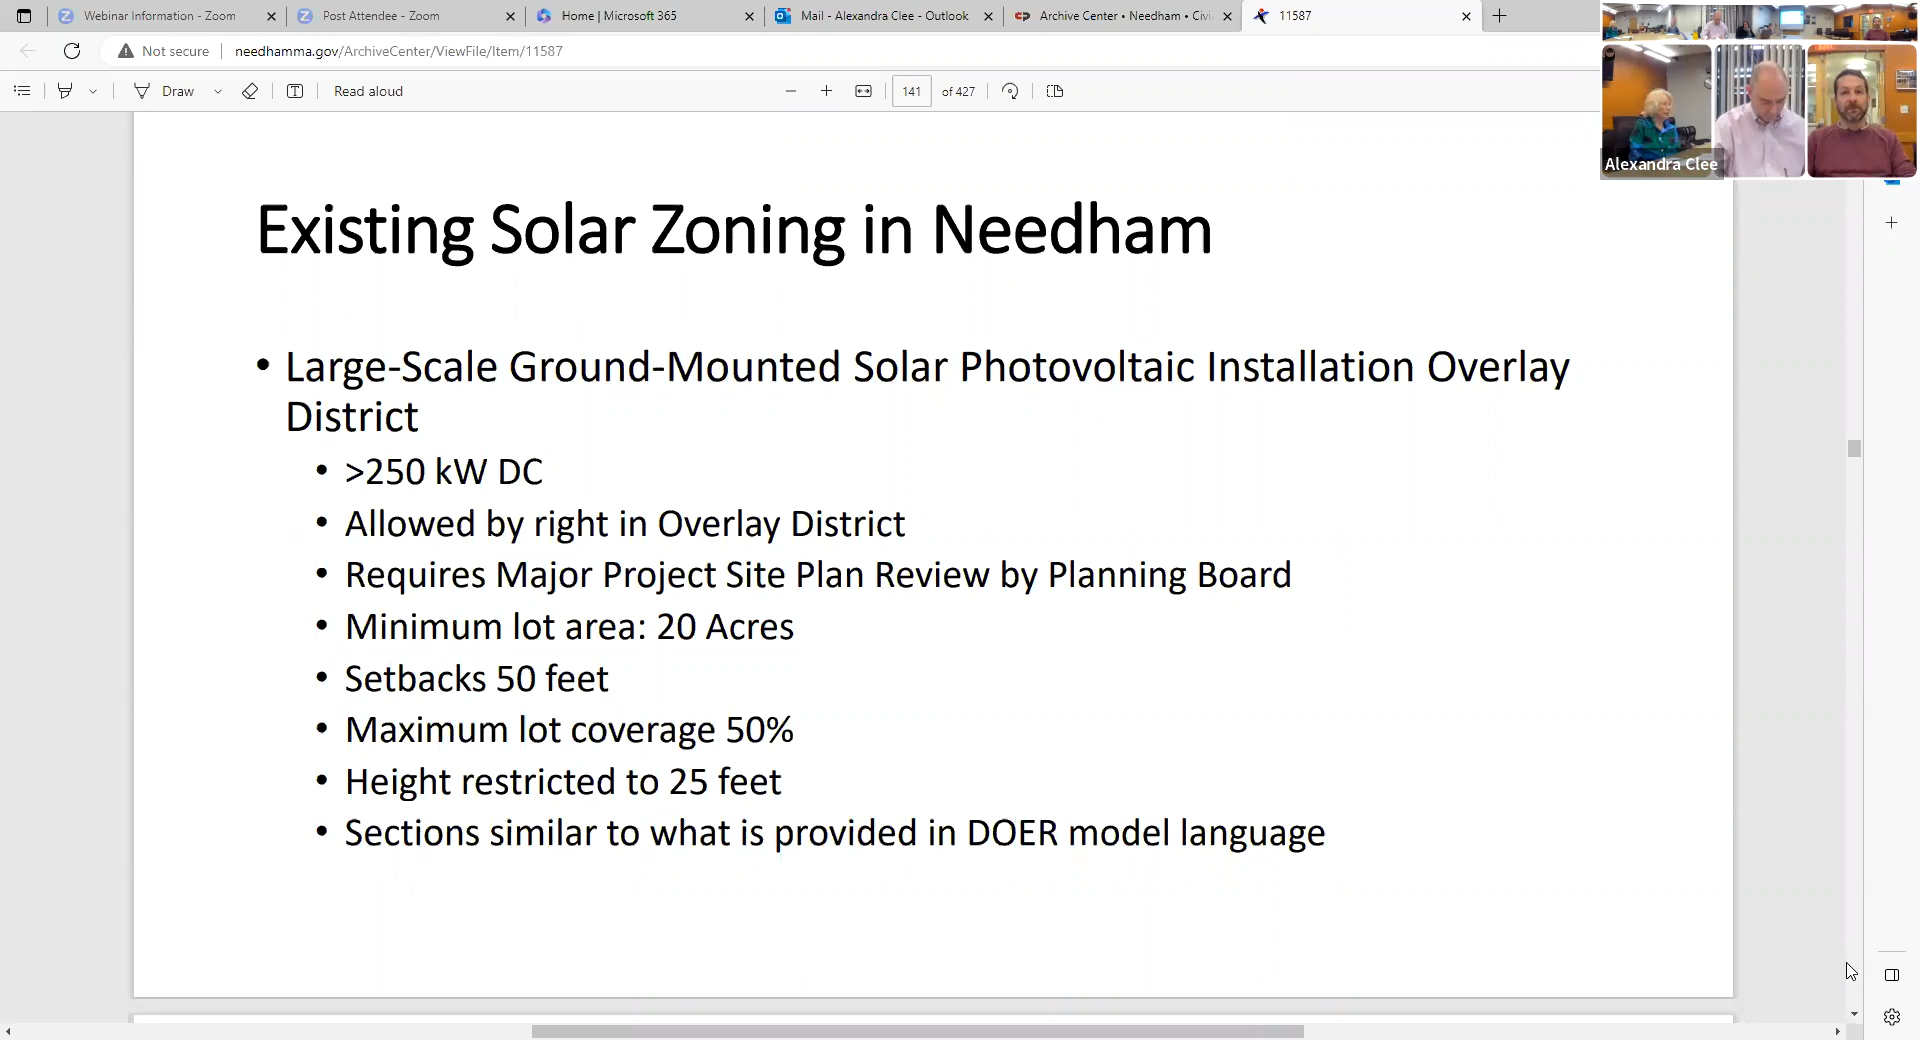 Webinar Information - Zoom
Post Attendee - Zoom
Home | Microsoft 365
Mail - Alexandra Clee - Outlook
Archive Center • Needham • Civi
11587
Not secure
needhamma.gov/ArchiveCenter/ViewFile/Item/11587
Draw
Read aloud
141 of 427
Alexandra Clee
Existing Solar Zoning in Needham
• Large-Scale Ground-Mounted Solar Photovoltaic Installation Overlay
District
• >250 kW DC
• Allowed by right in Overlay District
• Requires Major Project Site Plan Review by Planning Board
• Minimum lot area: 20 Acres
• Setbacks 50 feet
• Maximum lot coverage 50%
• Height restricted to 25 feet
• Sections similar to what is provided in DOER model language